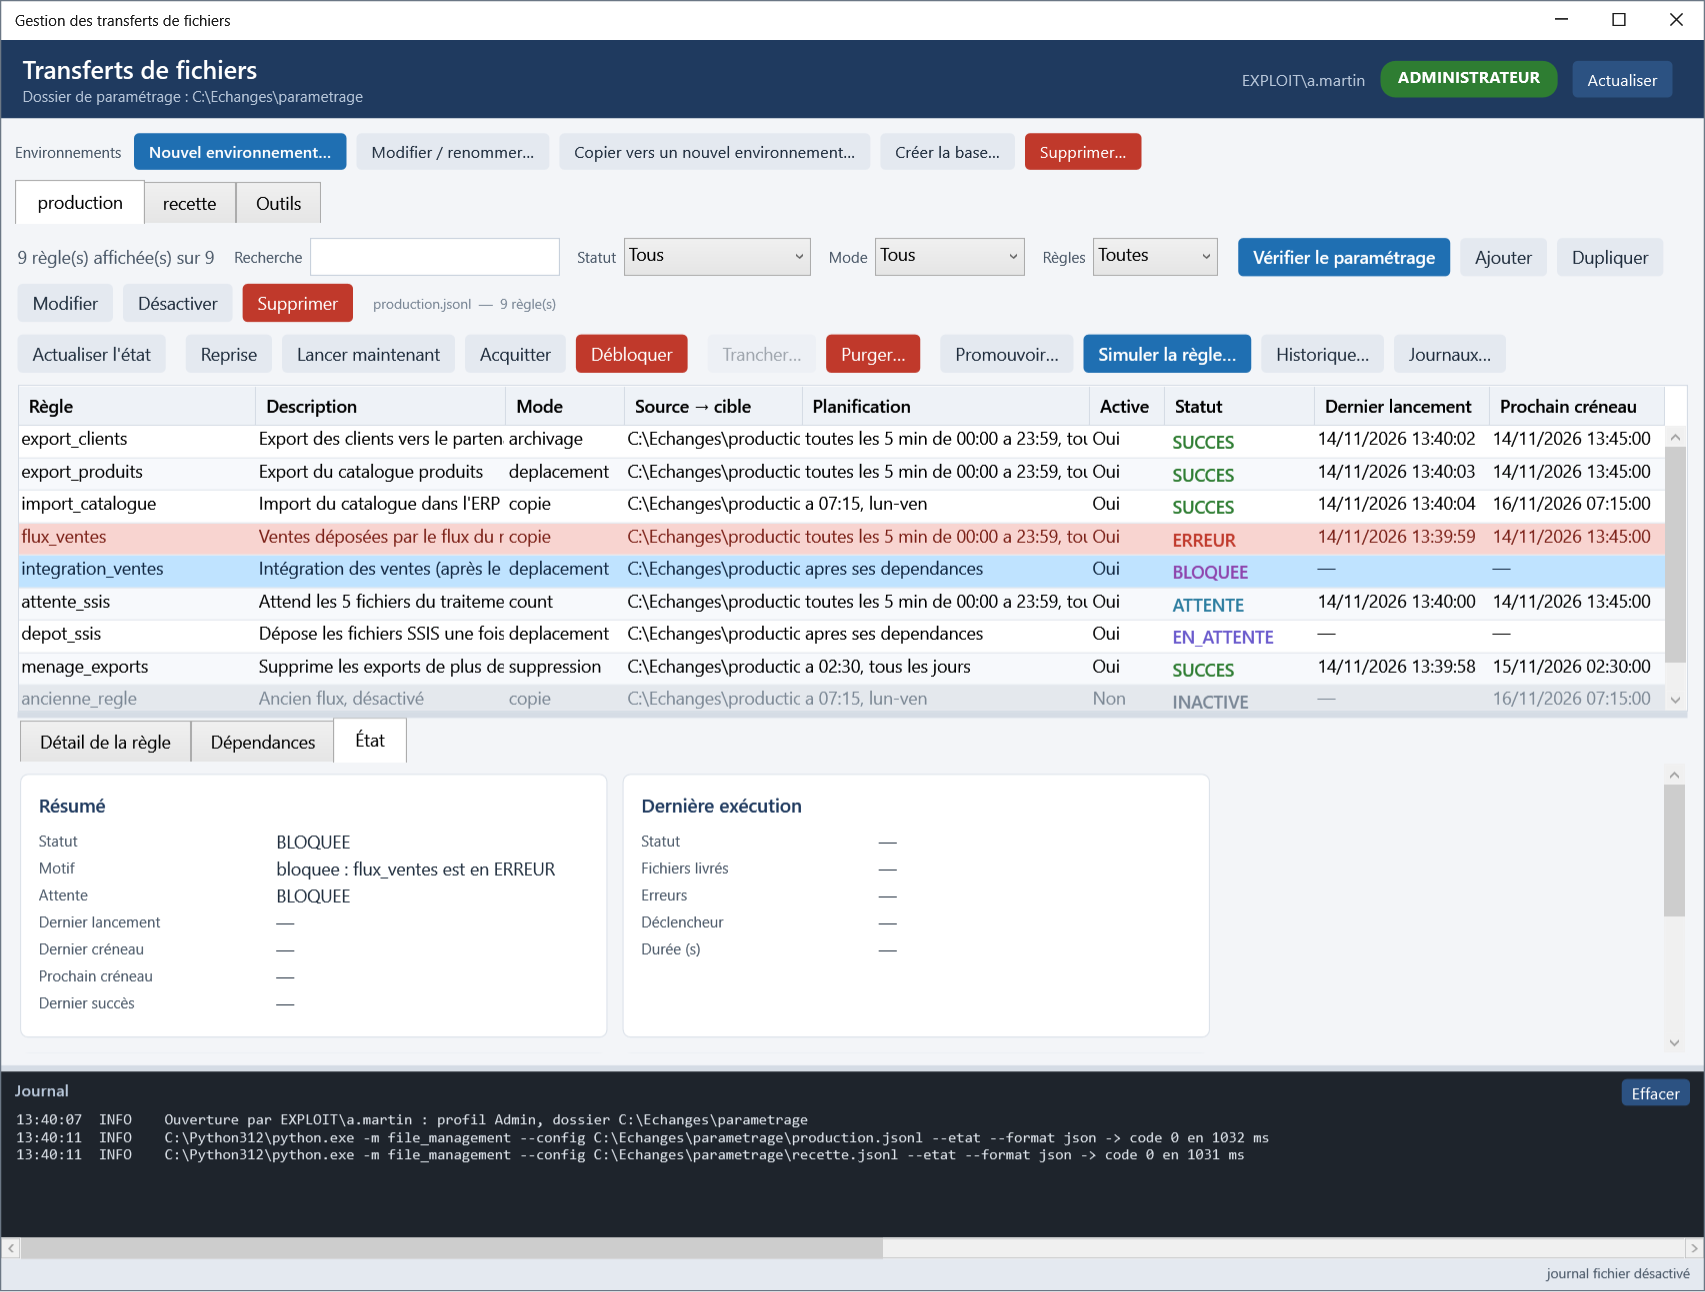 Gestion des transferts de fichiers
Transferts de fichiers
Dossier de paramétrage : C:\Echanges\parametrage
EXPLOIT\a.martin
ADMINISTRATEUR
Actualiser
Environnements Nouvel environnement... Modifier / renommer... Copier vers un nouvel environnement... Créer la base... Supprimer...
production recette Outils
9 règle(s) affichée(s) sur 9 Recherche Statut Tous Mode Tous Règles Toutes Vérifier le paramétrage Ajouter Dupliquer
Modifier Désactiver Supprimer production.jsonl — 9 règle(s)
Actualiser l'état Reprise Lancer maintenant Acquitter Débloquer Trancher... Purger... Promouvoir... Simuler la règle... Historique... Journaux...
Règle Description Mode Source → cible Planification Active Statut Dernier lancement Prochain créneau
export_clients Export des clients vers le parten archivage C:\Echanges\productic toutes les 5 min de 00:00 a 23:59, tou Oui SUCCES 14/11/2026 13:40:02 14/11/2026 13:45:00
export_produits Export du catalogue produits deplacement C:\Echanges\productic toutes les 5 min de 00:00 a 23:59, tou Oui SUCCES 14/11/2026 13:40:03 14/11/2026 13:45:00
import_catalogue Import du catalogue dans l'ERP copie C:\Echanges\productic a 07:15, lun-ven Oui SUCCES 14/11/2026 13:40:04 16/11/2026 07:15:00
flux_ventes Ventes déposées par le flux du r copie C:\Echanges\productic toutes les 5 min de 00:00 a 23:59, tou Oui ERREUR 14/11/2026 13:39:59 14/11/2026 13:45:00
integration_ventes Intégration des ventes (après le deplacement C:\Echanges\productic apres ses dependances Oui BLOQUEE — —
attente_ssis Attend les 5 fichiers du traiteme count C:\Echanges\productic toutes les 5 min de 00:00 a 23:59, tou Oui ATTENTE 14/11/2026 13:40:00 14/11/2026 13:45:00
depot_ssis Dépose les fichiers SSIS une fois deplacement C:\Echanges\productic apres ses dependances Oui EN_ATTENTE — —
menage_exports Supprime les exports de plus de suppression C:\Echanges\productic a 02:30, tous les jours Oui SUCCES 14/11/2026 13:39:58 15/11/2026 02:30:00
ancienne_regle Ancien flux, désactivé copie C:\Echanges\productic a 07:15, lun-ven Non INACTIVE — 16/11/2026 07:15:00
Détail de la règle Dépendances État
Résumé
Statut BLOQUEE
Motif bloquee : flux_ventes est en ERREUR
Attente BLOQUEE
Dernier lancement —
Dernier créneau —
Prochain créneau —
Dernier succès —
Dernière exécution
Statut —
Fichiers livrés —
Erreurs —
Déclencheur —
Durée (s) —
Journal
Effacer
13:40:07 INFO Ouverture par EXPLOIT\a.martin : profil Admin, dossier C:\Echanges\parametrage
13:40:11 INFO C:\Python312\python.exe -m file_management --config C:\Echanges\parametrage\production.jsonl --etat --format json -> code 0 en 1032 ms
13:40:11 INFO C:\Python312\python.exe -m file_management --config C:\Echanges\parametrage\recette.jsonl --etat --format json -> code 0 en 1031 ms
journal fichier désactivé